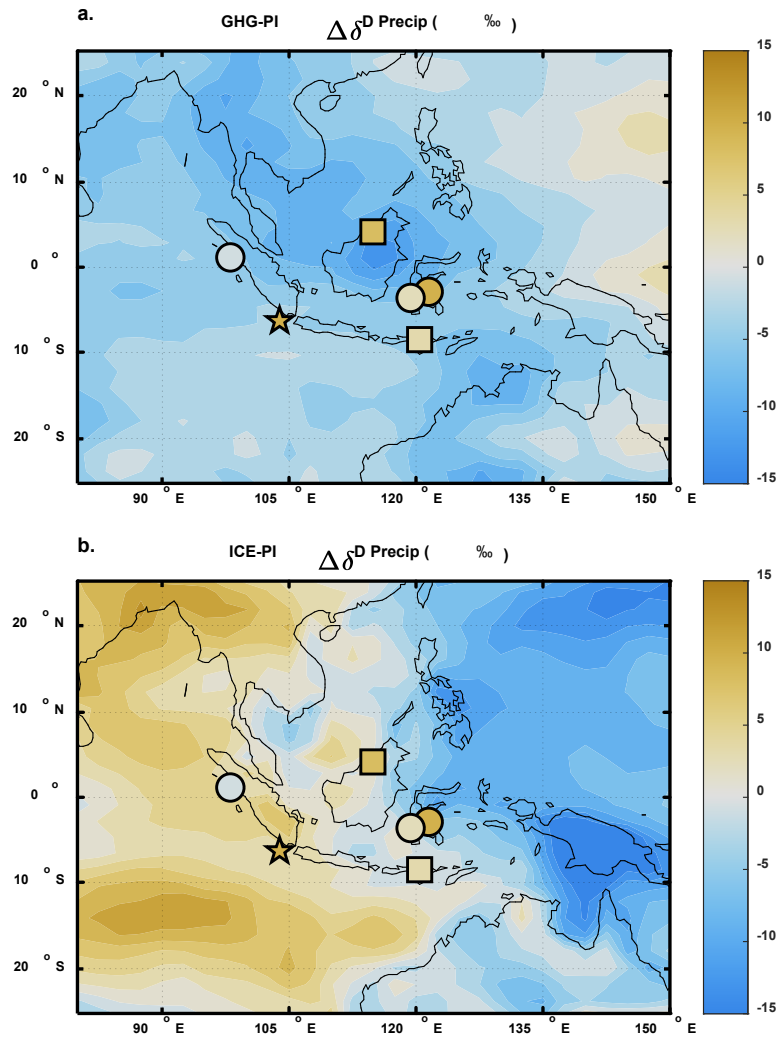 a.
GHG-PI Δδ^D Precip ( ‰ )
15
20 ° N
10
10 ° N
5
0
0
-5
10 ° S
-10
20 ° S
-15
90 ° E 105 ° E 120 ° E 135 ° E 150 ° E
b.
ICE-PI Δδ^D Precip ( ‰ )
15
20 ° N
10
10 ° N
5
0
0
-5
10 ° S
-10
20 ° S
-15
90 ° E 105 ° E 120 ° E 135 ° E 150 ° E